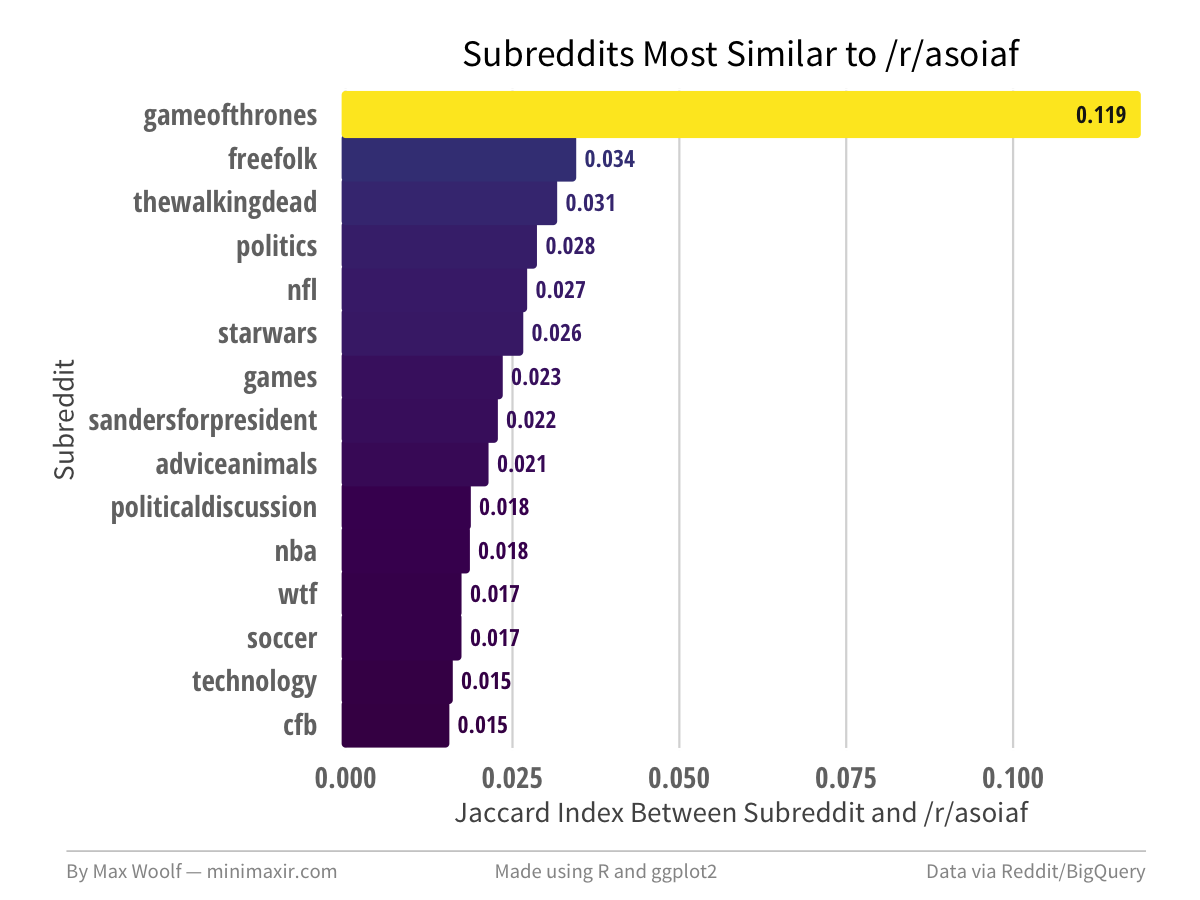 Subreddits Most Similar to /r/asoiaf
gameofthrones 0.119
freefolk 0.034
thewalkingdead 0.031
politics 0.028
nfl 0.027
starwars 0.026
games 0.023
sandersforpresident 0.022
adviceanimals 0.021
politicaldiscussion 0.018
nba 0.018
wtf 0.017
soccer 0.017
technology 0.015
cfb 0.015
Subreddit
0.000 0.025 0.050 0.075 0.100
Jaccard Index Between Subreddit and /r/asoiaf
By Max Woolf — minimaxir.com Made using R and ggplot2 Data via Reddit/BigQuery